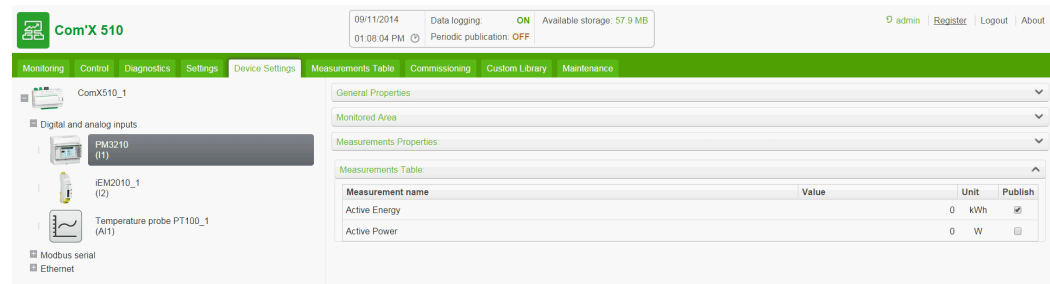 Com'X 510
09/11/2014
01:08:04 PM
Data logging: ON
Periodic publication: OFF
Available storage: 57.9 MB
admin Register Logout About
Monitoring Control Diagnostics Settings Device Settings Measurements Table Commissioning Custom Library Maintenance
ComX510_1
Digital and analog inputs
PM3210
(I1)
iEM2010_1
(I2)
Temperature probe PT100_1
(AI1)
Modbus serial
Ethernet
General Properties
Monitored Area
Measurements Properties:
Measurements Table:
Measurement name Value Unit Publish
Active Energy 0 kWh
Active Power 0 W